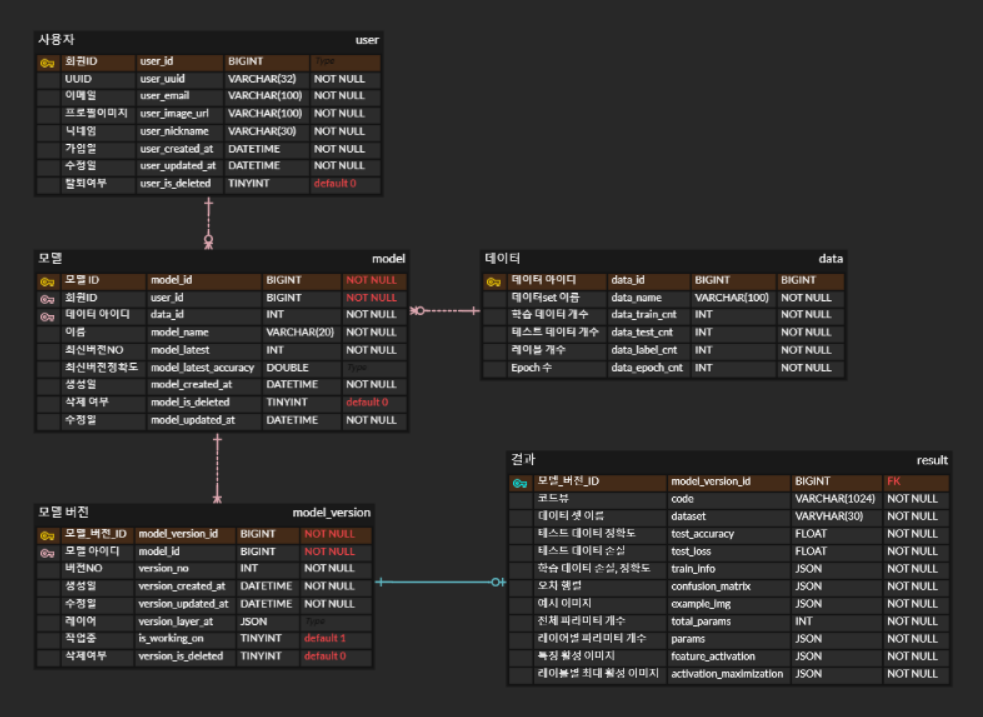 사용자 user
회원ID user_id BIGINT Type
UUID user_uuid VARCHAR(32) NOT NULL
이메일 user_email VARCHAR(100) NOT NULL
프로필이미지 user_image_url VARCHAR(100) NOT NULL
닉네임 user_nickname VARCHAR(30) NOT NULL
가입일 user_created_at DATETIME NOT NULL
수정일 user_updated_at DATETIME NOT NULL
탈퇴여부 user_is_deleted TINYINT default 0
모델 model
모델 ID model_id BIGINT NOT NULL
회원ID user_id BIGINT NOT NULL
데이터 아이디 data_id INT NOT NULL
이름 model_name VARCHAR(20) NOT NULL
최신버전NO model_latest INT NOT NULL
최신버전정확도 model_latest_accuracy DOUBLE Type
생성일 model_created_at DATETIME NOT NULL
삭제 여부 model_is_deleted TINYINT default 0
수정일 model_updated_at DATETIME NOT NULL
데이터 data
데이터 아이디 data_id BIGINT BIGINT
데이터set 이름 data_name VARCHAR(100) NOT NULL
학습 데이터 개수 data_train_cnt INT NOT NULL
테스트 데이터 개수 data_test_cnt INT NOT NULL
레이블 개수 data_label_cnt INT NOT NULL
Epoch 수 data_epoch_cnt INT NOT NULL
모델 버전 model_version
모델_버전_ID model_version_id BIGINT NOT NULL
모델 아이디 model_id BIGINT NOT NULL
버전NO version_no INT NOT NULL
생성일 version_created_at DATETIME NOT NULL
수정일 version_updated_at DATETIME NOT NULL
레이어 version_layer_at JSON Type
작업중 is_working_on TINYINT default 1
삭제여부 version_is_deleted TINYINT default 0
결과 result
모델_버전_ID model_version_id BIGINT FK
코드뷰 code VARCHAR(1024) NOT NULL
데이터 셋 이름 dataset VARVHAR(30) NOT NULL
테스트 데이터 정확도 test_accuracy FLOAT NOT NULL
테스트 데이터 손실 test_loss FLOAT NOT NULL
학습 데이터 손실, 정확도 train_info JSON NOT NULL
오차 행렬 confusion_matrix JSON NOT NULL
예시 이미지 example_img JSON NOT NULL
전체 파라미터 개수 total_params INT NOT NULL
레이어별 파라미터 개수 params JSON NOT NULL
특징 활성 이미지 feature_activation JSON NOT NULL
레이블별 최대 활성 이미지 activation_maximization JSON NOT NULL